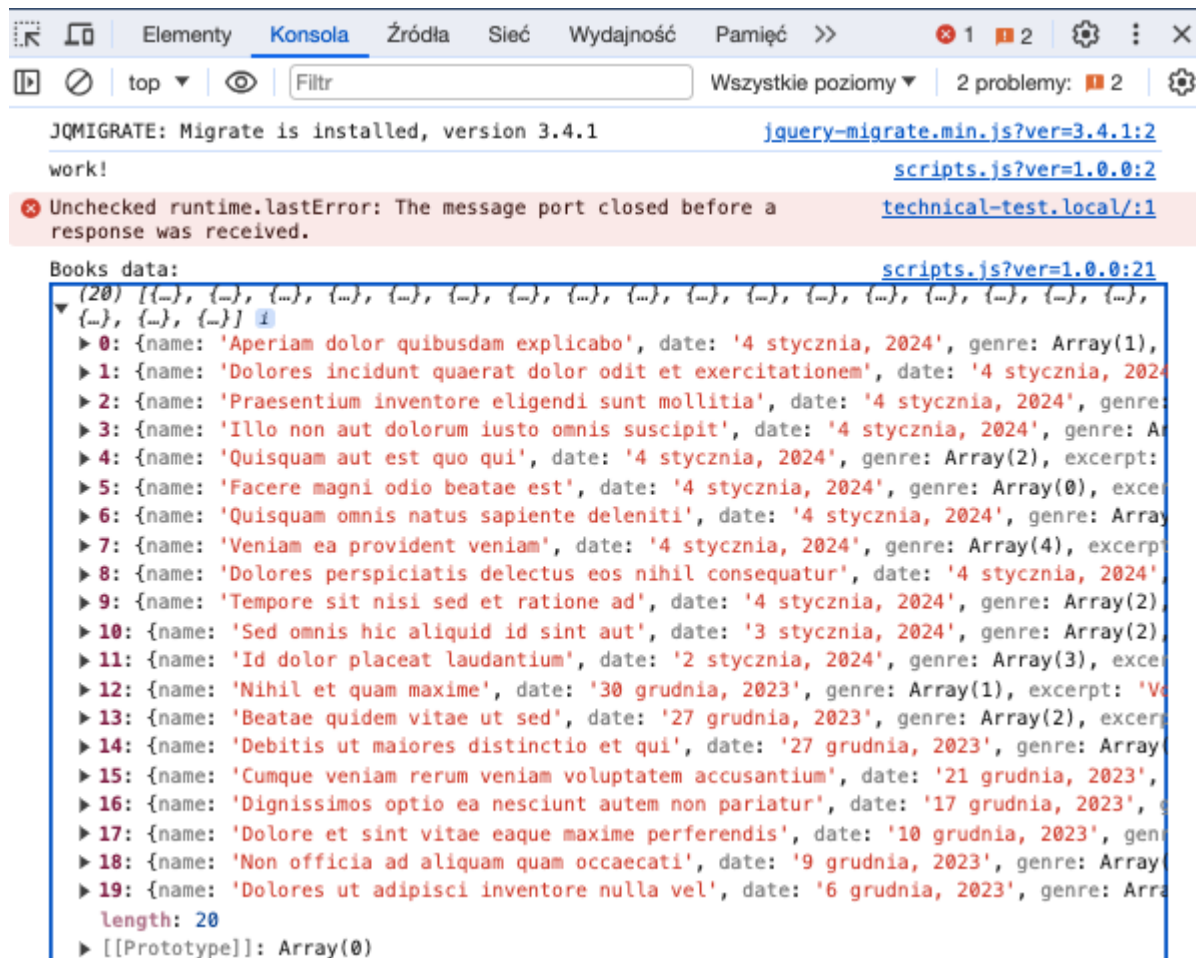 Elementy Konsola Źródła Sieć Wydajność Pamięć >> 1 2
top ▼ Filtr Wszystkie poziomy ▼ 2 problemy: 2
JQMIGRATE: Migrate is installed, version 3.4.1 jquery-migrate.min.js?ver=3.4.1:2
work! scripts.js?ver=1.0.0:2
Unchecked runtime.lastError: The message port closed before a technical-test.local/:1
response was received.
Books data: scripts.js?ver=1.0.0:21
(20) [{…}, {…}, {…}, {…}, {…}, {…}, {…}, {…}, {…}, {…}, {…}, {…}, {…}, {…}, {…}, {…}, {…},
{…}, {…}, {…}] i
▶ 0: {name: 'Aperiam dolor quibusdam explicabo', date: '4 stycznia, 2024', genre: Array(1),
▶ 1: {name: 'Dolores incidunt quaerat dolor odit et exercitationem', date: '4 stycznia, 2024
▶ 2: {name: 'Praesentium inventore eligendi sunt mollitia', date: '4 stycznia, 2024', genre:
▶ 3: {name: 'Illo non aut dolorum iusto omnis suscipit', date: '4 stycznia, 2024', genre: Ar
▶ 4: {name: 'Quisquam aut est quo qui', date: '4 stycznia, 2024', genre: Array(2), excerpt:
▶ 5: {name: 'Facere magni odio beatae est', date: '4 stycznia, 2024', genre: Array(0), excer
▶ 6: {name: 'Quisquam omnis natus sapiente deleniti', date: '4 stycznia, 2024', genre: Array
▶ 7: {name: 'Veniam ea provident veniam', date: '4 stycznia, 2024', genre: Array(4), excerpt
▶ 8: {name: 'Dolores perspiciatis delectus eos nihil consequatur', date: '4 stycznia, 2024',
▶ 9: {name: 'Tempore sit nisi sed et ratione ad', date: '4 stycznia, 2024', genre: Array(2),
▶ 10: {name: 'Sed omnis hic aliquid id sint aut', date: '3 stycznia, 2024', genre: Array(2),
▶ 11: {name: 'Id dolor placeat laudantium', date: '2 stycznia, 2024', genre: Array(3), excer
▶ 12: {name: 'Nihil et quam maxime', date: '30 grudnia, 2023', genre: Array(1), excerpt: 'Vo
▶ 13: {name: 'Beatae quidem vitae ut sed', date: '27 grudnia, 2023', genre: Array(2), excerp
▶ 14: {name: 'Debitis ut maiores distinctio et qui', date: '27 grudnia, 2023', genre: Array(
▶ 15: {name: 'Cumque veniam rerum veniam voluptatem accusantium', date: '21 grudnia, 2023',
▶ 16: {name: 'Dignissimos optio ea nesciunt autem non pariatur', date: '17 grudnia, 2023', g
▶ 17: {name: 'Dolore et sint vitae eaque maxime perferendis', date: '10 grudnia, 2023', genr
▶ 18: {name: 'Non officia ad aliquam quam occaecati', date: '9 grudnia, 2023', genre: Array(
▶ 19: {name: 'Dolores ut adipisci inventore nulla vel', date: '6 grudnia, 2023', genre: Arra
length: 20
▶ [[Prototype]]: Array(0)